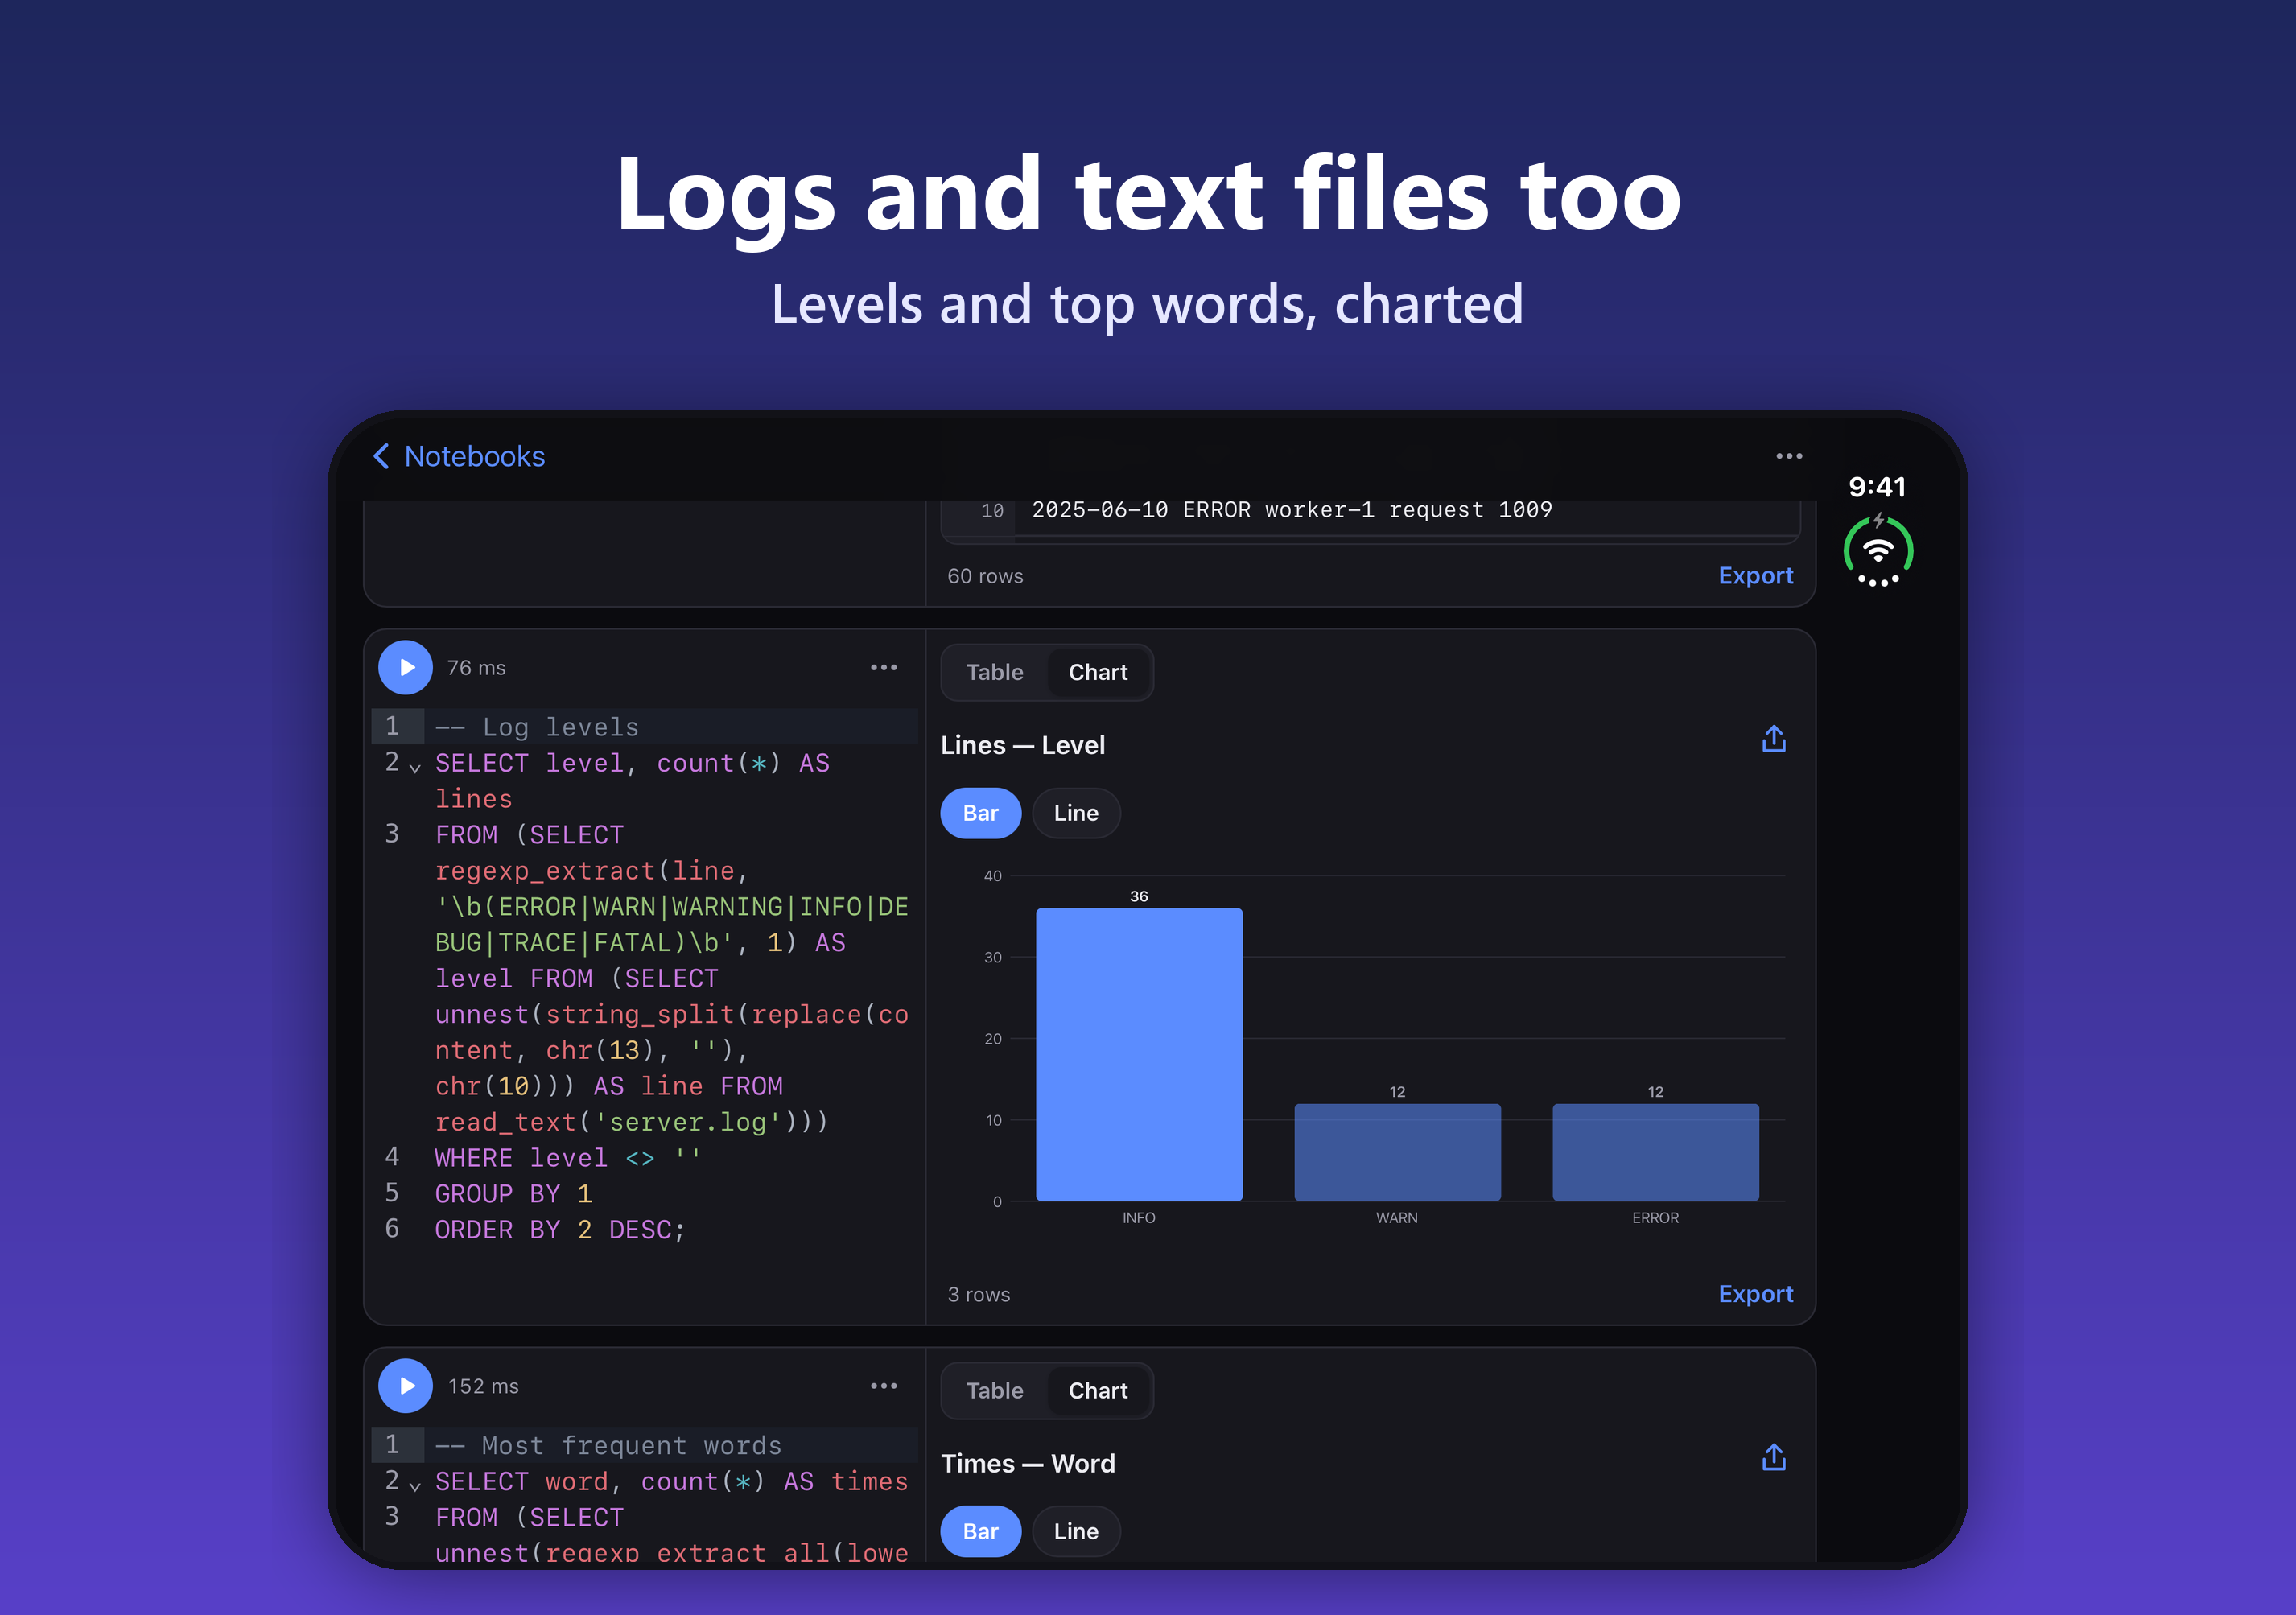 Logs and text files too
Levels and top words, charted
Notebooks
9:41
10 2025-06-10 ERROR worker-1 request 1009
60 rows
Export
76 ms
1 -- Log levels
2 SELECT level, count(*) AS
lines
3 FROM (SELECT
regexp_extract(line,
'\b(ERROR|WARN|WARNING|INFO|DE
BUG|TRACE|FATAL)\b', 1) AS
level FROM (SELECT
unnest(string_split(replace(co
ntent, chr(13), ''),
chr(10))) AS line FROM
read_text('server.log')))
4 WHERE level <> ''
5 GROUP BY 1
6 ORDER BY 2 DESC;
Table Chart
Lines — Level
Bar Line
40
36
30
20
12 12
10
0
INFO WARN ERROR
3 rows
Export
152 ms
1 -- Most frequent words
2 SELECT word, count(*) AS times
3 FROM (SELECT
unnest(regexp_extract_all(lowe
Table Chart
Times — Word
Bar Line